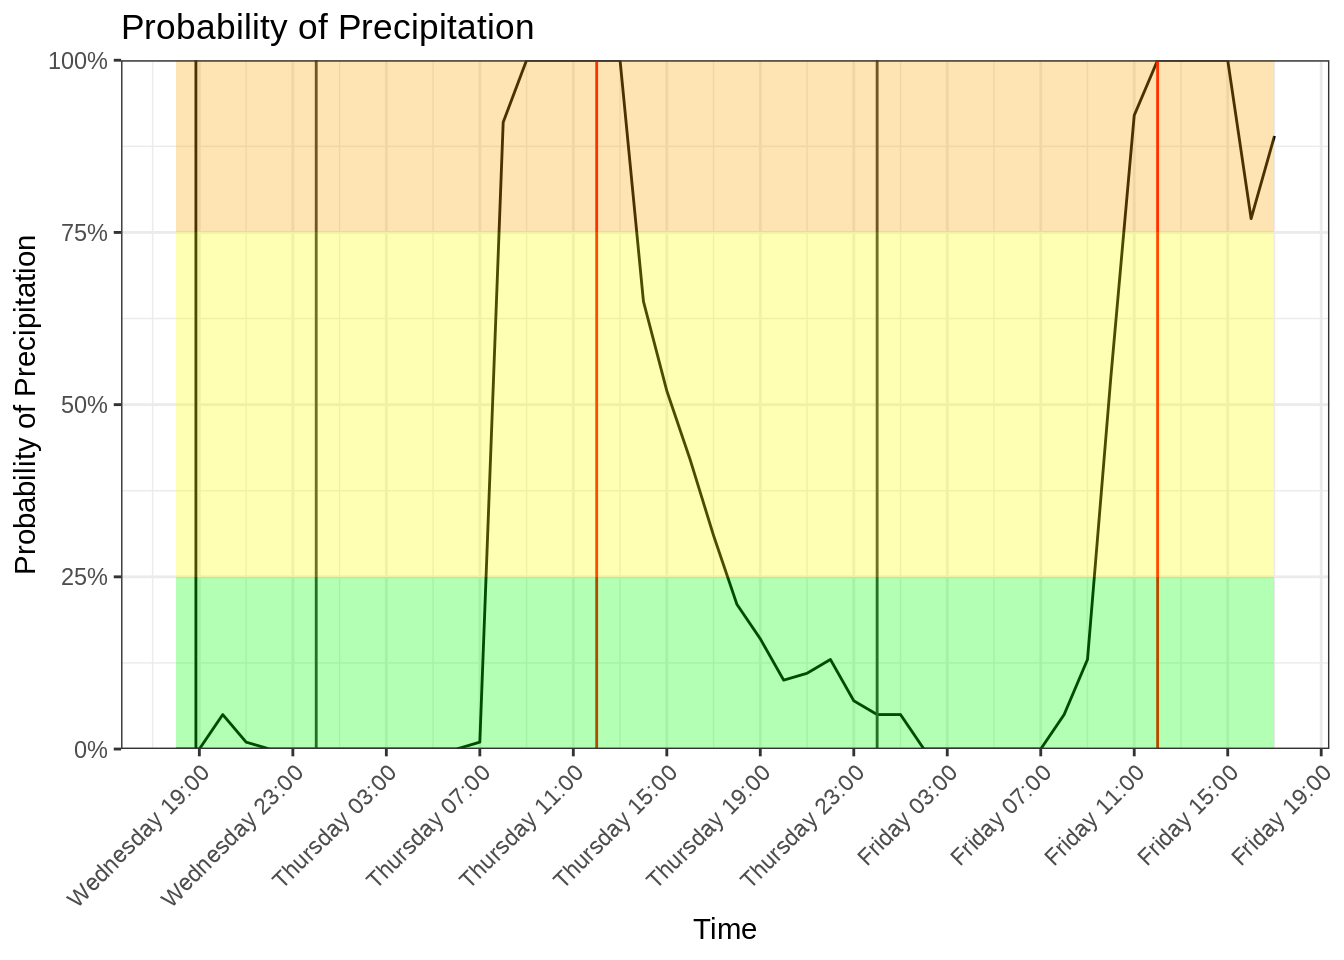 Probability of Precipitation
Probability of Precipitation
100%
75%
50%
25%
0%
Wednesday 19:00
Wednesday 23:00
Thursday 03:00
Thursday 07:00
Thursday 11:00
Thursday 15:00
Thursday 19:00
Thursday 23:00
Friday 03:00
Friday 07:00
Friday 11:00
Friday 15:00
Friday 19:00
Time